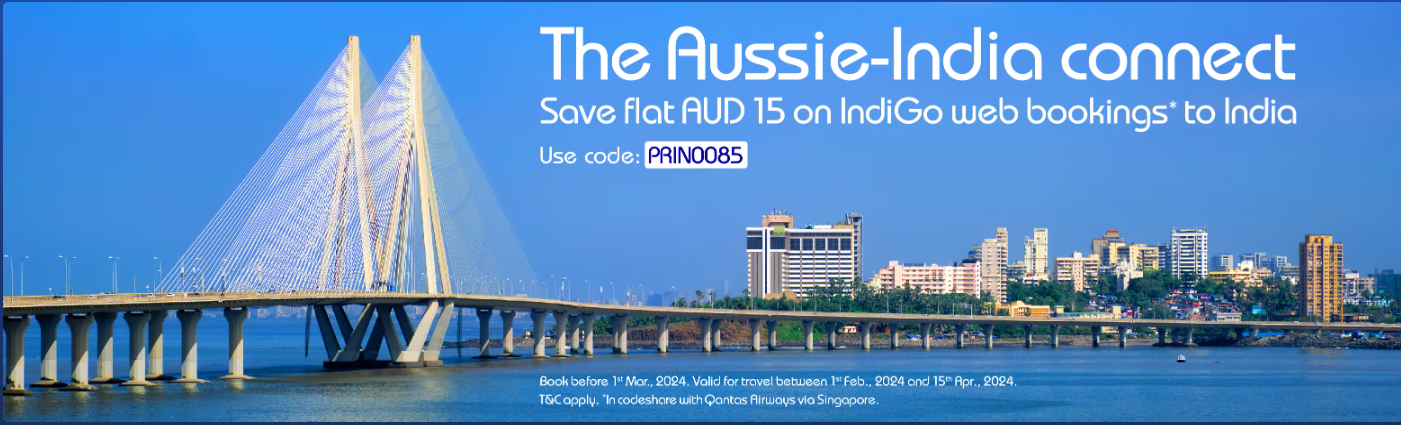 The Aussie-India connect
Save flat AUD 15 on IndiGo web bookings* to India
Use code: PRIN0085
Book before 1st Mar., 2024. Valid for travel between 1st Feb., 2024 and 15th Apr., 2024.
T&C apply. *In codeshare with Qantas Airways via Singapore.